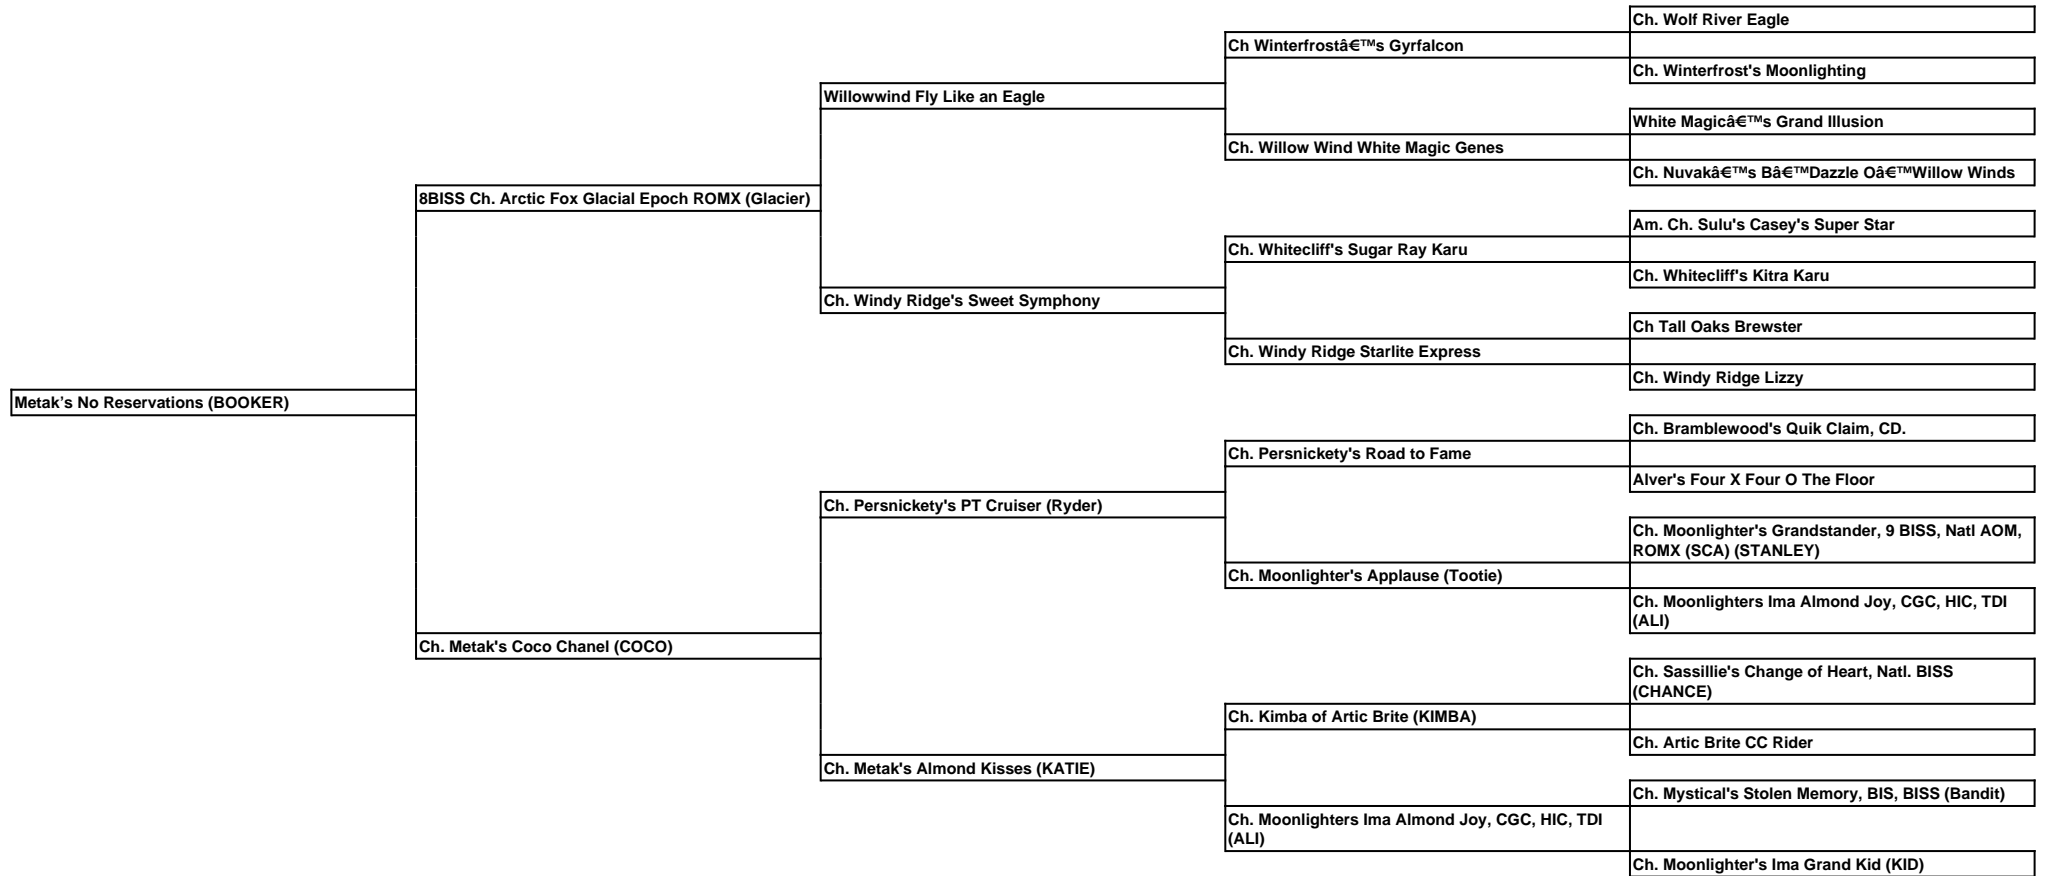 Ch. Wolf River Eagle
Ch Winterfrostâ€™s Gyrfalcon
Ch. Winterfrost's Moonlighting
Willowwind Fly Like an Eagle
White Magicâ€™s Grand Illusion
Ch. Willow Wind White Magic Genes
Ch. Nuvakâ€™s Bâ€™Dazzle Oâ€™Willow Winds
8BISS Ch. Arctic Fox Glacial Epoch ROMX (Glacier)
Am. Ch. Sulu's Casey's Super Star
Ch. Whitecliff's Sugar Ray Karu
Ch. Whitecliff's Kitra Karu
Ch. Windy Ridge's Sweet Symphony
Ch Tall Oaks Brewster
Ch. Windy Ridge Starlite Express
Ch. Windy Ridge Lizzy
Metak’s No Reservations (BOOKER)
Ch. Bramblewood's Quik Claim, CD.
Ch. Persnickety's Road to Fame
Alver's Four X Four O The Floor
Ch. Persnickety's PT Cruiser (Ryder)
Ch. Moonlighter's Grandstander, 9 BISS, Natl AOM,
ROMX (SCA) (STANLEY)
Ch. Moonlighter's Applause (Tootie)
Ch. Moonlighters Ima Almond Joy, CGC, HIC, TDI
(ALI)
Ch. Metak's Coco Chanel (COCO)
Ch. Sassillie's Change of Heart, Natl. BISS
(CHANCE)
Ch. Kimba of Artic Brite (KIMBA)
Ch. Artic Brite CC Rider
Ch. Metak's Almond Kisses (KATIE)
Ch. Mystical's Stolen Memory, BIS, BISS (Bandit)
Ch. Moonlighters Ima Almond Joy, CGC, HIC, TDI
(ALI)
Ch. Moonlighter's Ima Grand Kid (KID)